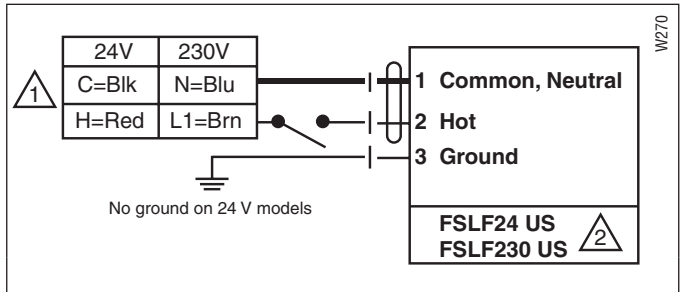 W270
24V 230V
1 C=Blk N=Blu
H=Red L1=Brn
1 Common, Neutral
2 Hot
3 Ground
No ground on 24 V models
FSLF24 US
FSLF230 US 2